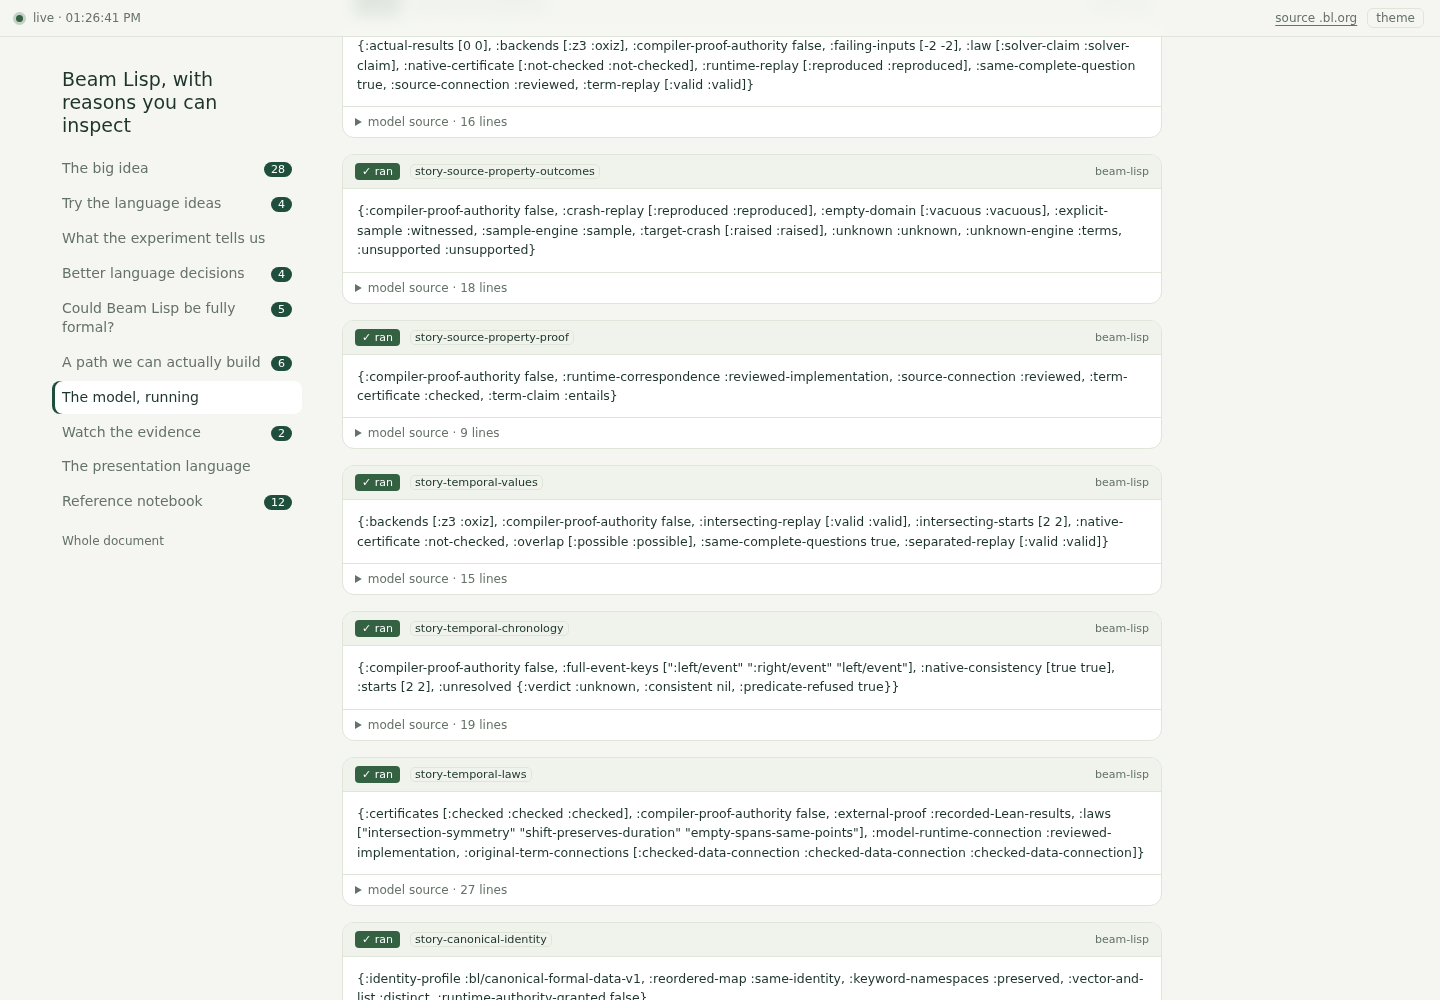 live · 01:26:41 PM
source .bl.org
theme
Beam Lisp, with
reasons you can
inspect
The big idea 28
Try the language ideas 4
What the experiment tells us
Better language decisions 4
Could Beam Lisp be fully 5
formal?
A path we can actually build 6
The model, running
Watch the evidence 2
The presentation language
Reference notebook 12
Whole document
{:actual-results [0 0], :backends [:z3 :oxiz], :compiler-proof-authority false, :failing-inputs [-2 -2], :law [:solver-claim :solver-
claim], :native-certificate [:not-checked :not-checked], :runtime-replay [:reproduced :reproduced], :same-complete-question
true, :source-connection :reviewed, :term-replay [:valid :valid]}
▶ model source · 16 lines
✓ ran story-source-property-outcomes beam-lisp
{:compiler-proof-authority false, :crash-replay [:reproduced :reproduced], :empty-domain [:vacuous :vacuous], :explicit-
sample :witnessed, :sample-engine :sample, :target-crash [:raised :raised], :unknown :unknown, :unknown-engine :terms,
:unsupported :unsupported}
▶ model source · 18 lines
✓ ran story-source-property-proof beam-lisp
{:compiler-proof-authority false, :runtime-correspondence :reviewed-implementation, :source-connection :reviewed, :term-
certificate :checked, :term-claim :entails}
▶ model source · 9 lines
✓ ran story-temporal-values beam-lisp
{:backends [:z3 :oxiz], :compiler-proof-authority false, :intersecting-replay [:valid :valid], :intersecting-starts [2 2], :native-
certificate :not-checked, :overlap [:possible :possible], :same-complete-questions true, :separated-replay [:valid :valid]}
▶ model source · 15 lines
✓ ran story-temporal-chronology beam-lisp
{:compiler-proof-authority false, :full-event-keys [":left/event" ":right/event" "left/event"], :native-consistency [true true],
:starts [2 2], :unresolved {:verdict :unknown, :consistent nil, :predicate-refused true}}
▶ model source · 19 lines
✓ ran story-temporal-laws beam-lisp
{:certificates [:checked :checked :checked], :compiler-proof-authority false, :external-proof :recorded-Lean-results, :laws
["intersection-symmetry" "shift-preserves-duration" "empty-spans-same-points"], :model-runtime-connection :reviewed-
implementation, :original-term-connections [:checked-data-connection :checked-data-connection :checked-data-connection]}
▶ model source · 27 lines
✓ ran story-canonical-identity beam-lisp
{:identity-profile :bl/canonical-formal-data-v1, :reordered-map :same-identity, :keyword-namespaces :preserved, :vector-and-
list :distinct, :runtime-authority-granted false}